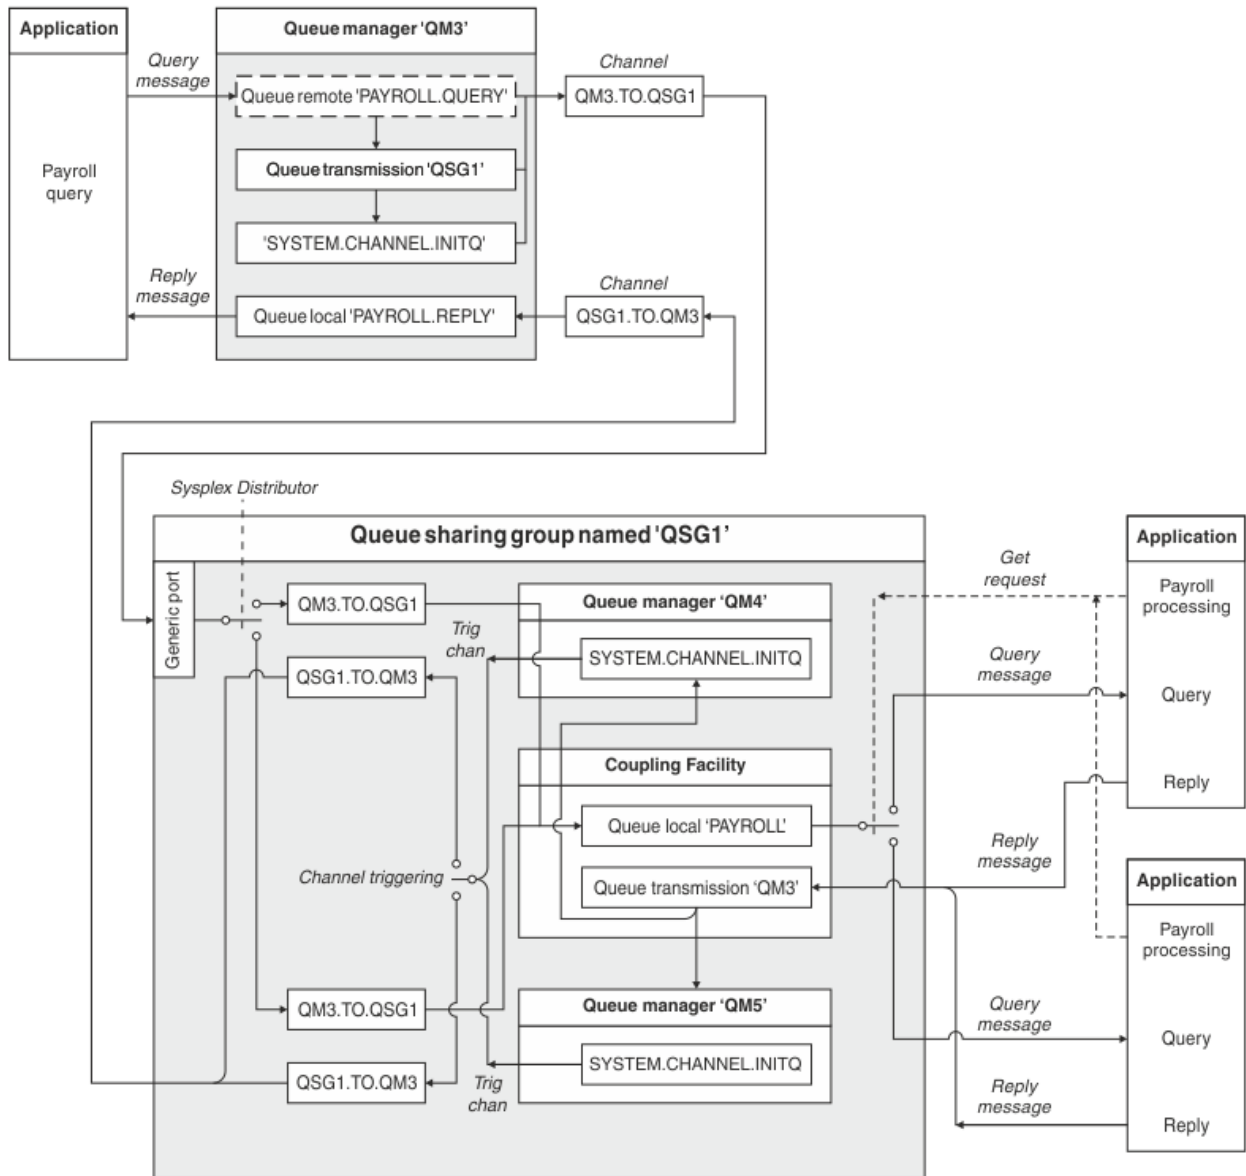 Application
Queue manager 'QM3'
Query
message
Channel
Queue remote 'PAYROLL.QUERY'
QM3.TO.QSG1
Payroll
query
Queue transmission 'QSG1'
'SYSTEM.CHANNEL.INITQ'
Reply
message
Channel
Queue local 'PAYROLL.REPLY'
QSG1.TO.QM3
Sysplex Distributor
Queue sharing group named 'QSG1'
Generic port
QM3.TO.QSG1
QSG1.TO.QM3
Trig
chan
Queue manager 'QM4'
SYSTEM.CHANNEL.INITQ
Coupling Facility
Queue local 'PAYROLL'
Queue transmission 'QM3'
Channel triggering
QM3.TO.QSG1
QSG1.TO.QM3
Queue manager 'QM5'
SYSTEM.CHANNEL.INITQ
Trig
chan
Get
request
Query
message
Reply
message
Application
Payroll
processing
Query
Reply
Application
Payroll
processing
Query
message
Query
Reply
message
Reply